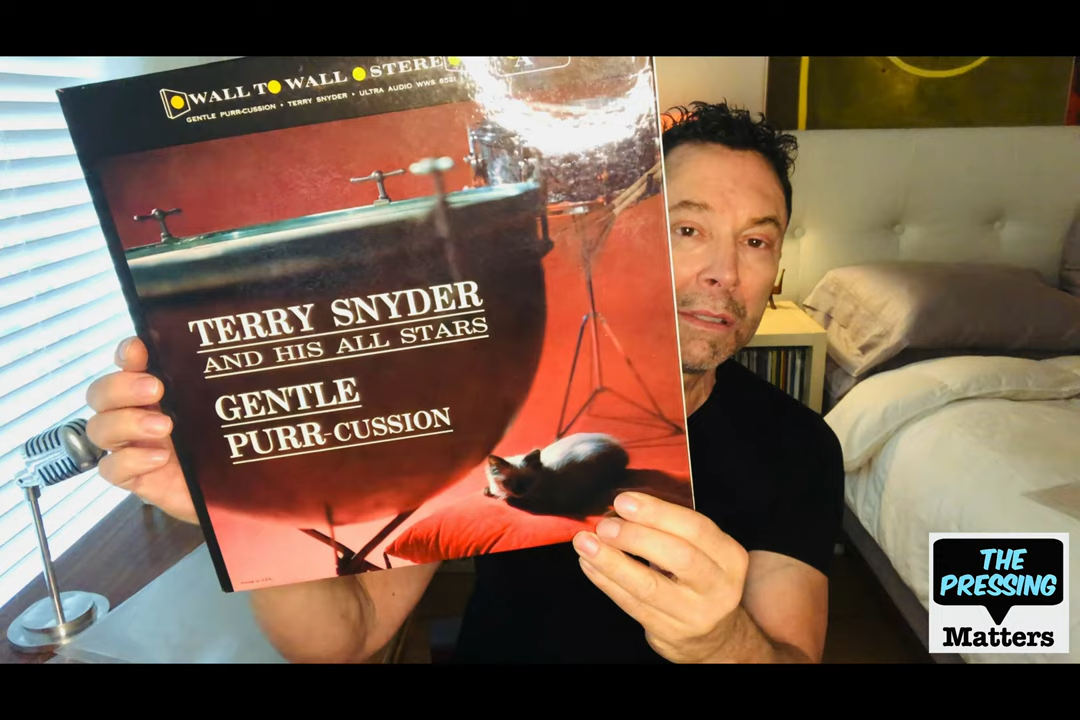 WALL TO WALL STEREO
A
GENTLE PURR-CUSSION • TERRY SNYDER • ULTRA AUDIO WWS
TERRY SNYDER
AND HIS ALL STARS
GENTLE
PURR-CUSSION
THE
PRESSING
Matters